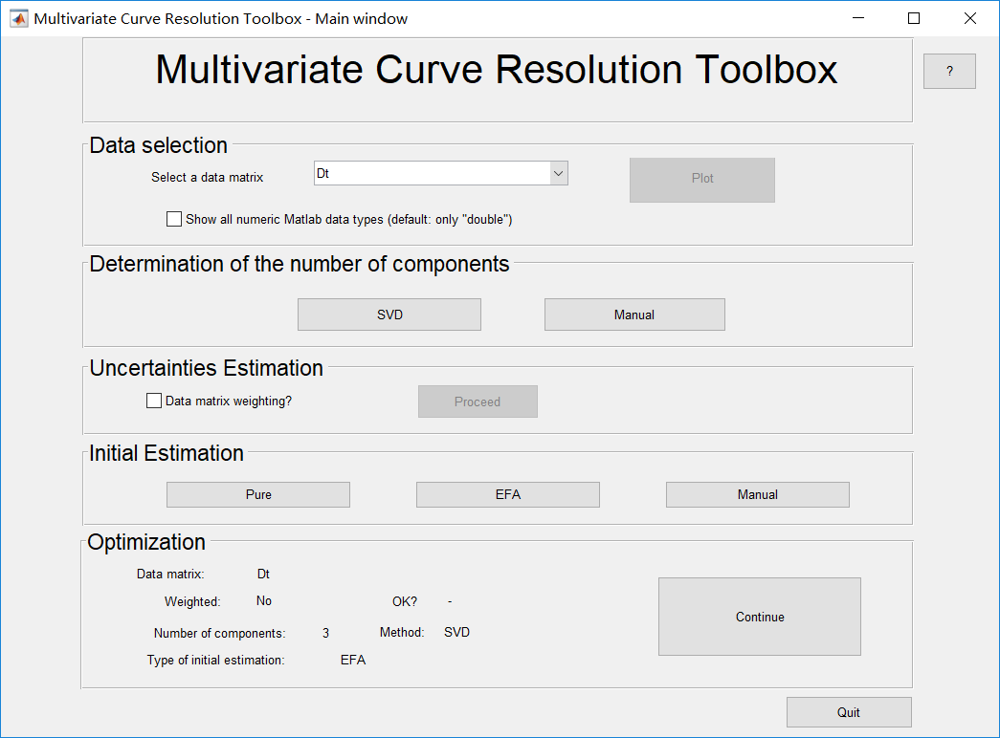 Multivariate Curve Resolution Toolbox - Main window
Multivariate Curve Resolution Toolbox
?
Data selection
Select a data matrix
Dt
Plot
Show all numeric Matlab data types (default: only "double")
Determination of the number of components
SVD
Manual
Uncertainties Estimation
Data matrix weighting?
Proceed
Initial Estimation
Pure
EFA
Manual
Optimization
Data matrix: Dt
Weighted: No OK? -
Number of components: 3 Method: SVD
Type of initial estimation: EFA
Continue
Quit